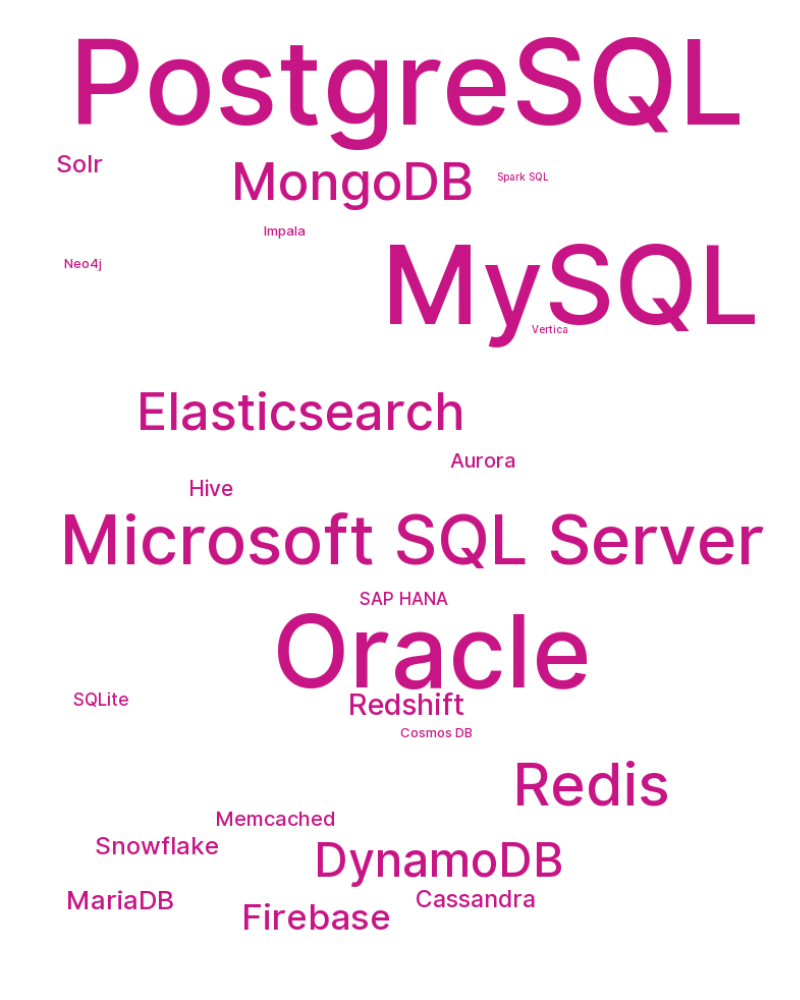 PostgreSQL
Solr
MongoDB
Spark SQL
Impala
MySQL
Neo4j
Vertica
Elasticsearch
Aurora
Hive
Microsoft SQL Server
SAP HANA
Oracle
SQLite
Redshift
Cosmos DB
Redis
Memcached
Snowflake
DynamoDB
MariaDB
Cassandra
Firebase